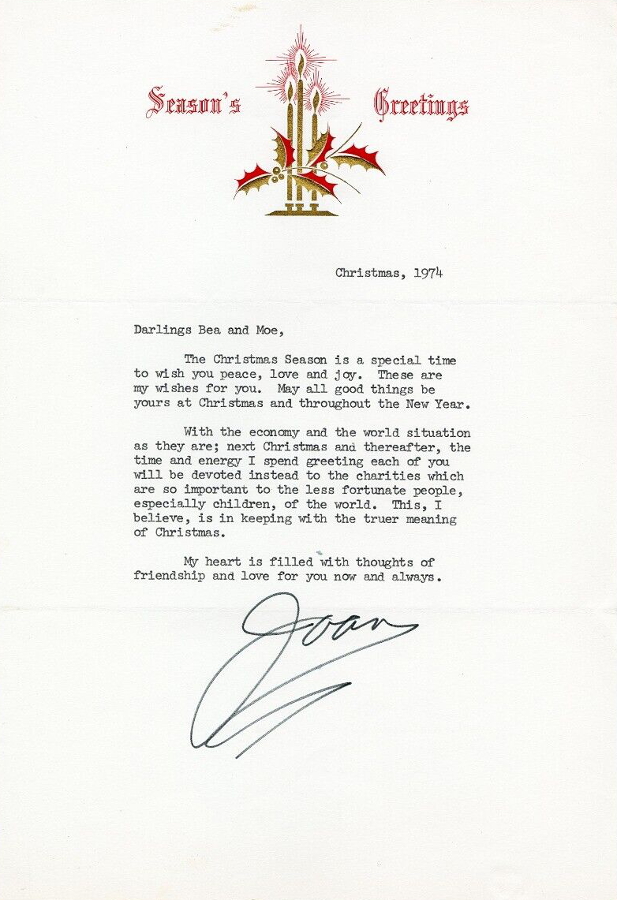 Season's Greetings
Christmas, 1974
Darlings Bea and Moe,
The Christmas Season is a special time
to wish you peace, love and joy. These are
my wishes for you. May all good things be
yours at Christmas and throughout the New Year.
With the economy and the world situation
as they are; next Christmas and thereafter, the
time and energy I spend greeting each of you
will be devoted instead to the charities which
are so important to the less fortunate people,
especially children, of the world. This, I
believe, is in keeping with the truer meaning
of Christmas.
My heart is filled with thoughts of
friendship and love for you now and always.
Joan